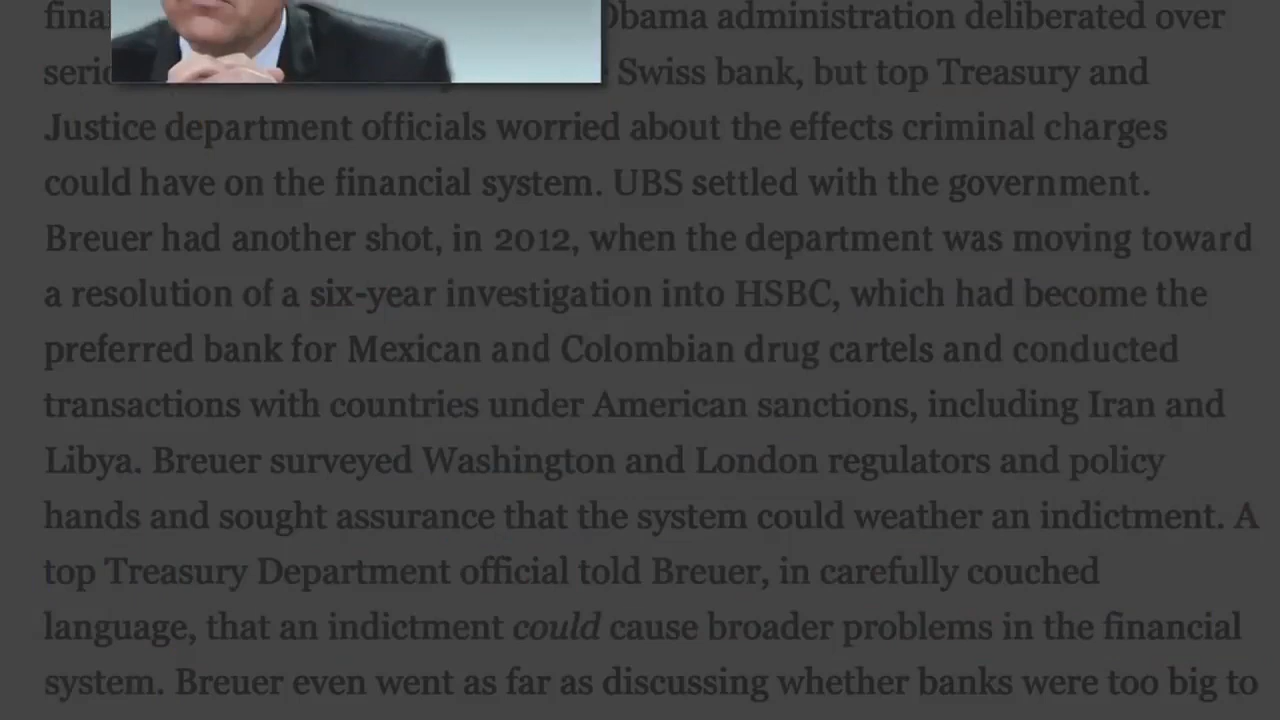 fina Obama administration deliberated over
serio Swiss bank, but top Treasury and
Justice department officials worried about the effects criminal charges
could have on the financial system. UBS settled with the government.
Breuer had another shot, in 2012, when the department was moving toward
a resolution of a six-year investigation into HSBC, which had become the
preferred bank for Mexican and Colombian drug cartels and conducted
transactions with countries under American sanctions, including Iran and
Libya. Breuer surveyed Washington and London regulators and policy
hands and sought assurance that the system could weather an indictment. A
top Treasury Department official told Breuer, in carefully couched
language, that an indictment could cause broader problems in the financial
system. Breuer even went as far as discussing whether banks were too big to